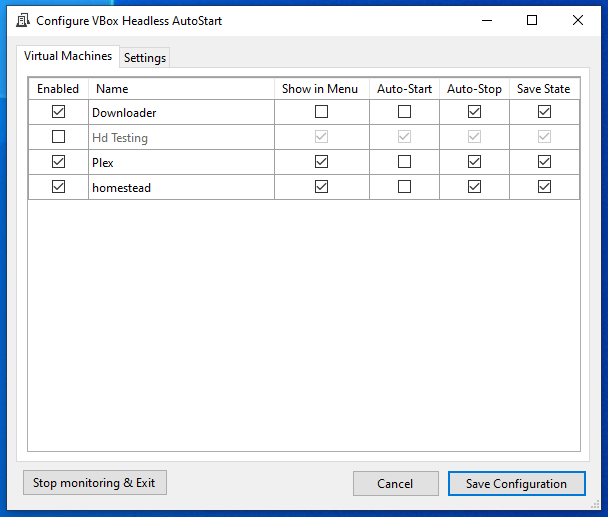 Configure VBox Headless AutoStart
Virtual Machines Settings
Enabled Name Show in Menu Auto-Start Auto-Stop Save State
Downloader
Hd Testing
Plex
homestead
Stop monitoring & Exit Cancel Save Configuration